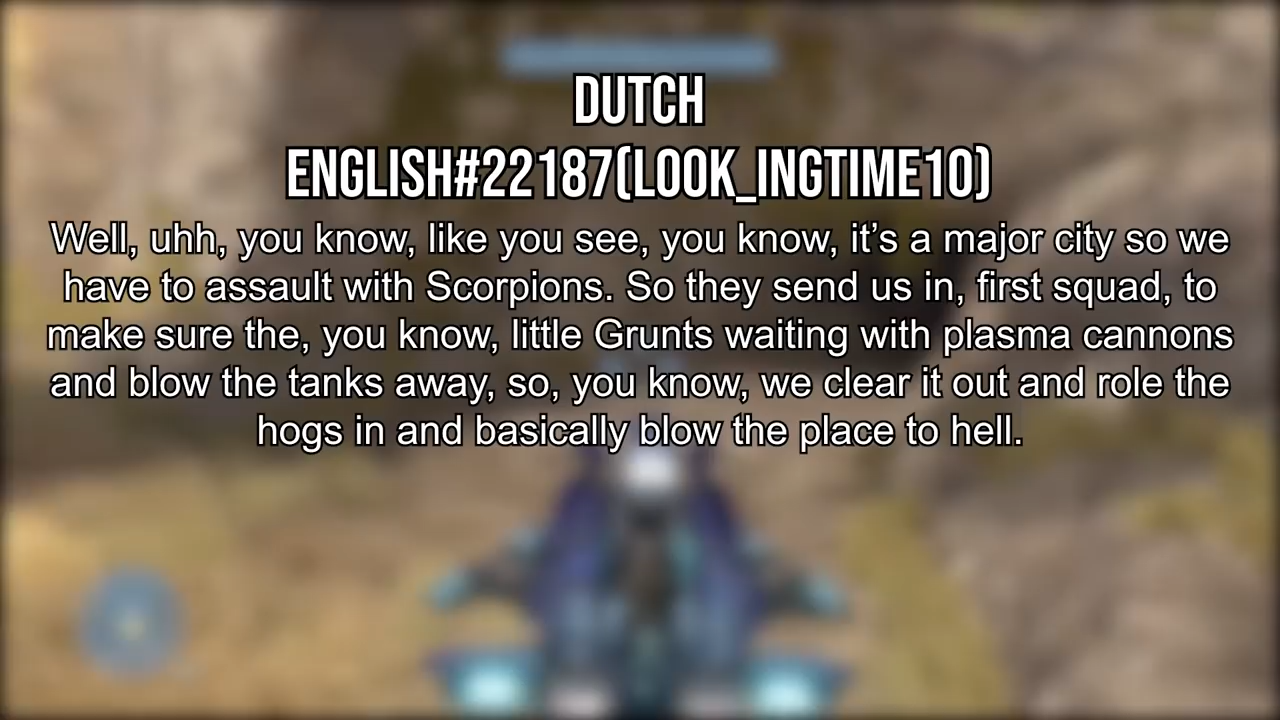 DUTCH
ENGLISH#22187(LOOK_INGTIME10)
Well, uhh, you know, like you see, you know, it’s a major city so we
have to assault with Scorpions. So they send us in, first squad, to
make sure the, you know, little Grunts waiting with plasma cannons
and blow the tanks away, so, you know, we clear it out and role the
hogs in and basically blow the place to hell.